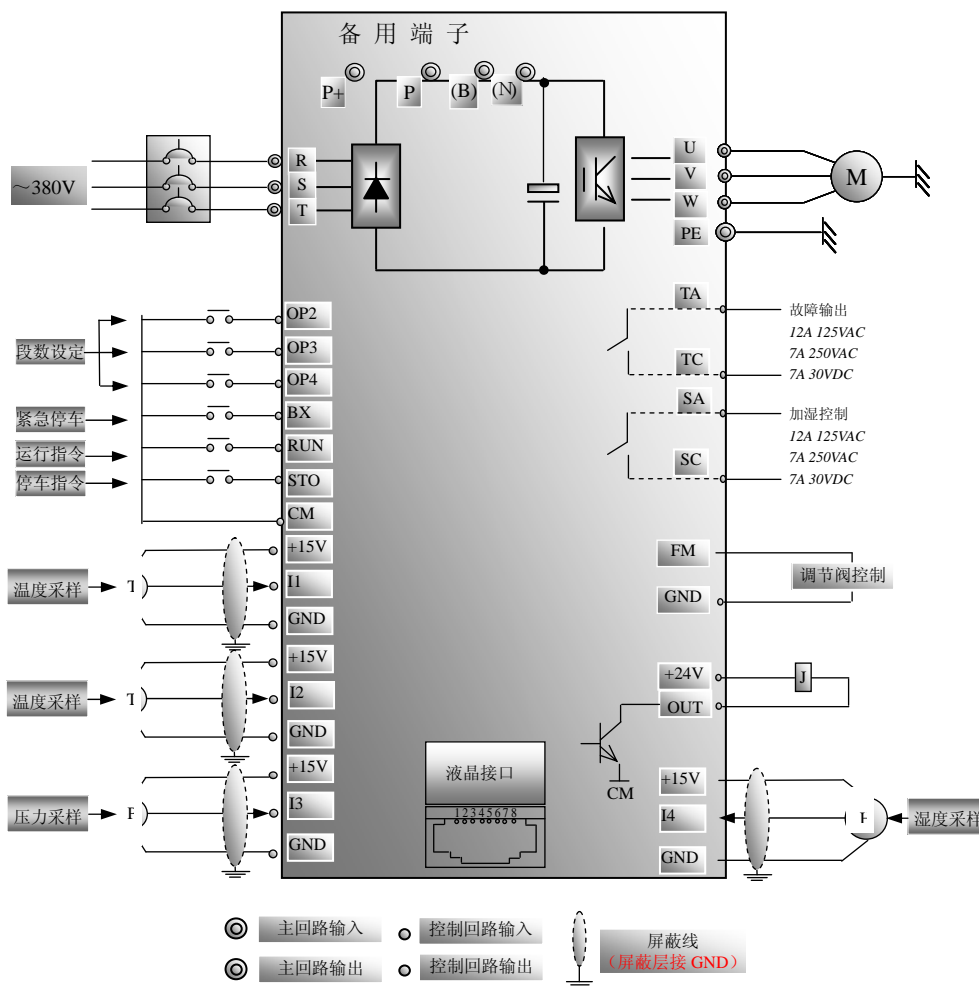 备用端子
P+ P (B) (N)
～380V
R
S
T
U
V
W
PE
M
段数设定
紧急停车
运行指令
停车指令
OP2
OP3
OP4
BX
RUN
STO
CM
TA
TC
故障输出
12A 125VAC
7A 250VAC
7A 30VDC
SA
SC
加湿控制
12A 125VAC
7A 250VAC
7A 30VDC
温度采样
T
+15V
I1
GND
温度采样
T
+15V
I2
GND
压力采样
+15V
I3
GND
FM
GND
调节阀控制
+24V
OUT
J
CM
液晶接口
12345678
+15V
I4
GND
湿度采样
主回路输入
控制回路输入
主回路输出
控制回路输出
屏蔽线
（屏蔽层接 GND）